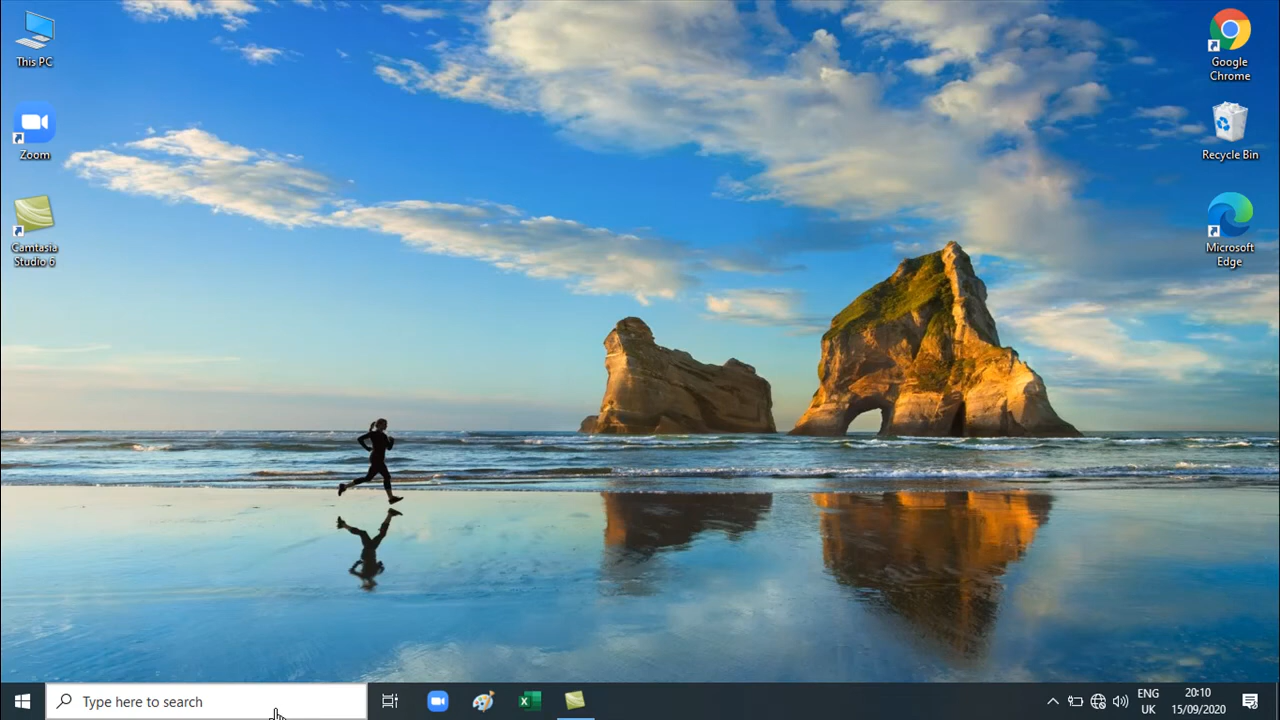 This PC
Zoom
Camtasia
Studio 6
Google
Chrome
Recycle Bin
Microsoft
Edge
Type here to search
ENG
UK
20:10
15/09/2020